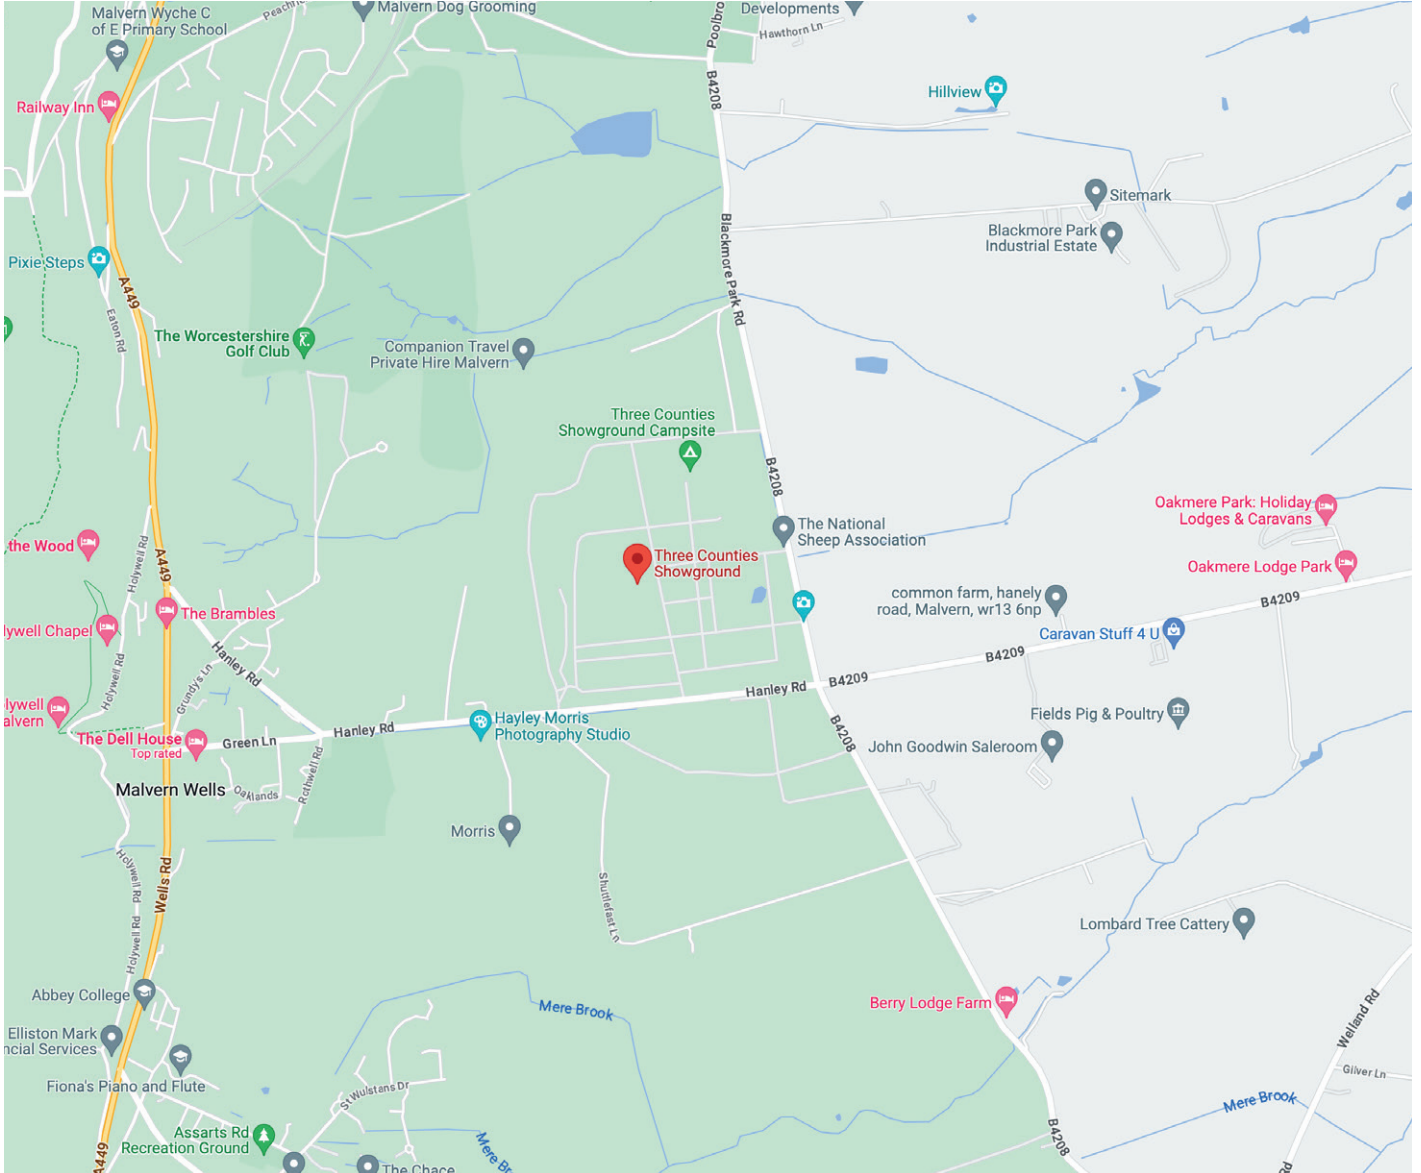 Malvern Wyche C
of E Primary School
Peachfie
Malvern Dog Grooming
Poolbro
Developments
Hawthorn Ln
Railway Inn
B4208
Hillview
Sitemark
Blackmore Park
Industrial Estate
Blackmore Park Rd
Pixie Steps
A449
Eaton Rd
The Worcestershire
Golf Club
Companion Travel
Private Hire Malvern
Three Counties
Showground Campsite
B4208
The National
Sheep Association
Oakmere Park: Holiday
Lodges & Caravans
Oakmere Lodge Park
the Wood
Holywell Rd
A449
Three Counties
Showground
common farm, hanely
road, Malvern, wr13 6np
B4209
The Brambles
lywell Chapel
Caravan Stuff 4 U
B4209
Holywell Rd
Grundy's Ln
Hanley Rd
Hanley Rd
B4209
olywell
alvern
Hayley Morris
Photography Studio
Fields Pig & Poultry
The Dell House
Top rated
Green Ln
Hanley Rd
B4208
John Goodwin Saleroom
Rothwell Rd
Malvern Wells
Oaklands
Morris
Holywell Rd
Wells Rd
Rd
Shuttlefast Ln
Holywell Rd
Lombard Tree Cattery
Abbey College
Mere Brook
Berry Lodge Farm
Welland Rd
Elliston Mark
ncial Services
Gilver Ln
Fiona's Piano and Flute
St Wulstans Dr
Mere Brook
Assarts Rd
Recreation Ground
Mere Br
B4208
A449
The Chace
Rd